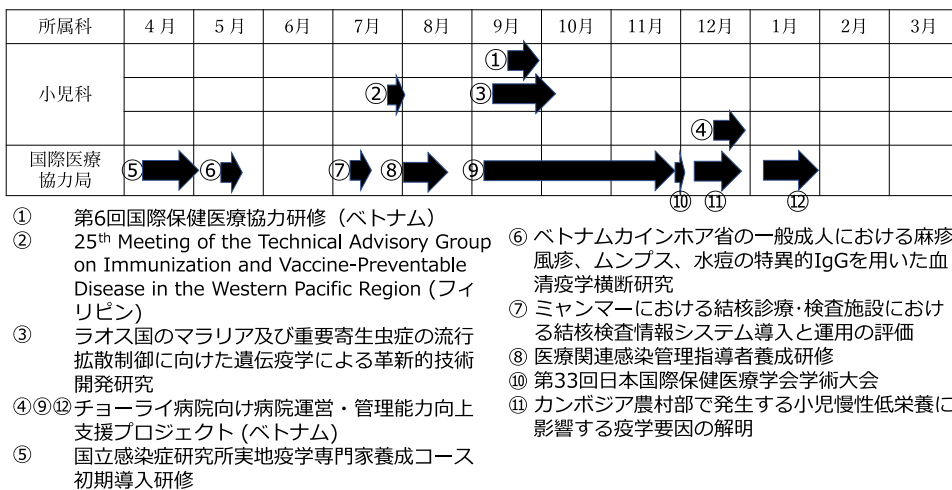 所属科 4月 5月 6月 7月 8月 9月 10月 11月 12月 1月 2月 3月
小児科
①
② ③
④
国際医療
協力局
⑤ ⑥ ⑦ ⑧ ⑨ ⑩ ⑪ ⑫
① 第6回国際保健医療協力研修（ベトナム）
② 25th Meeting of the Technical Advisory Group
on Immunization and Vaccine-Preventable
Disease in the Western Pacific Region (フィ
リピン)
③ ラオス国のマラリア及び重要寄生虫症の流行
拡散制御に向けた遺伝疫学による革新的技術
開発研究
④⑨⑫チョーライ病院向け病院運営・管理能力向上
支援プロジェクト (ベトナム)
⑤ 国立感染症研究所実地疫学専門家養成コース
初期導入研修
⑥ ベトナムカインホア省の一般成人における麻疹
風疹、ムンプス、水痘の特異的IgGを用いた血
清疫学横断研究
⑦ ミャンマーにおける結核診療・検査施設におけ
る結核検査情報システム導入と運用の評価
⑧ 医療関連感染管理指導者養成研修
⑩ 第33回日本国際保健医療学会学術大会
⑪ カンボジア農村部で発生する小児慢性低栄養に
影響する疫学要因の解明